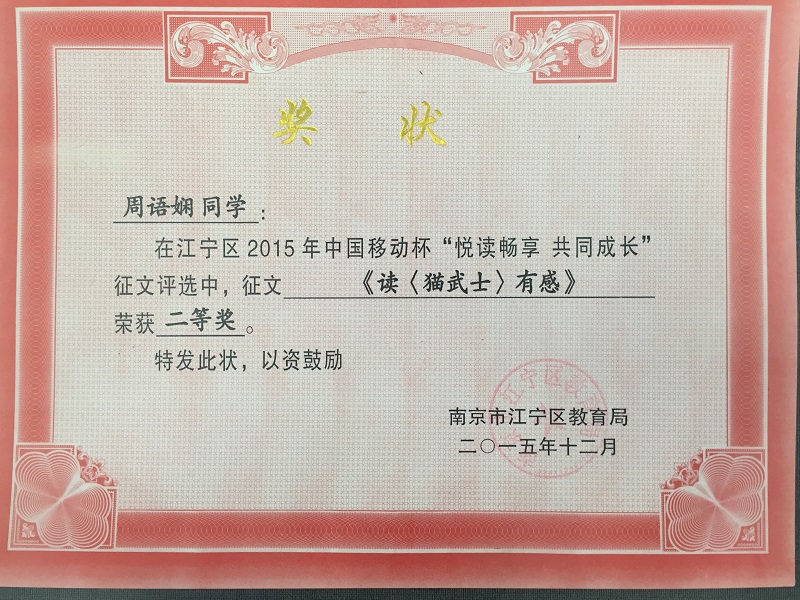 奖 状
周语娴同学：
在江宁区2015年中国移动杯“悦读畅享 共同成长”
征文评选中，征文《读〈猫武士〉有感》
荣获二等奖。
特发此状，以资鼓励
南京市江宁区教育局
二〇一五年十二月